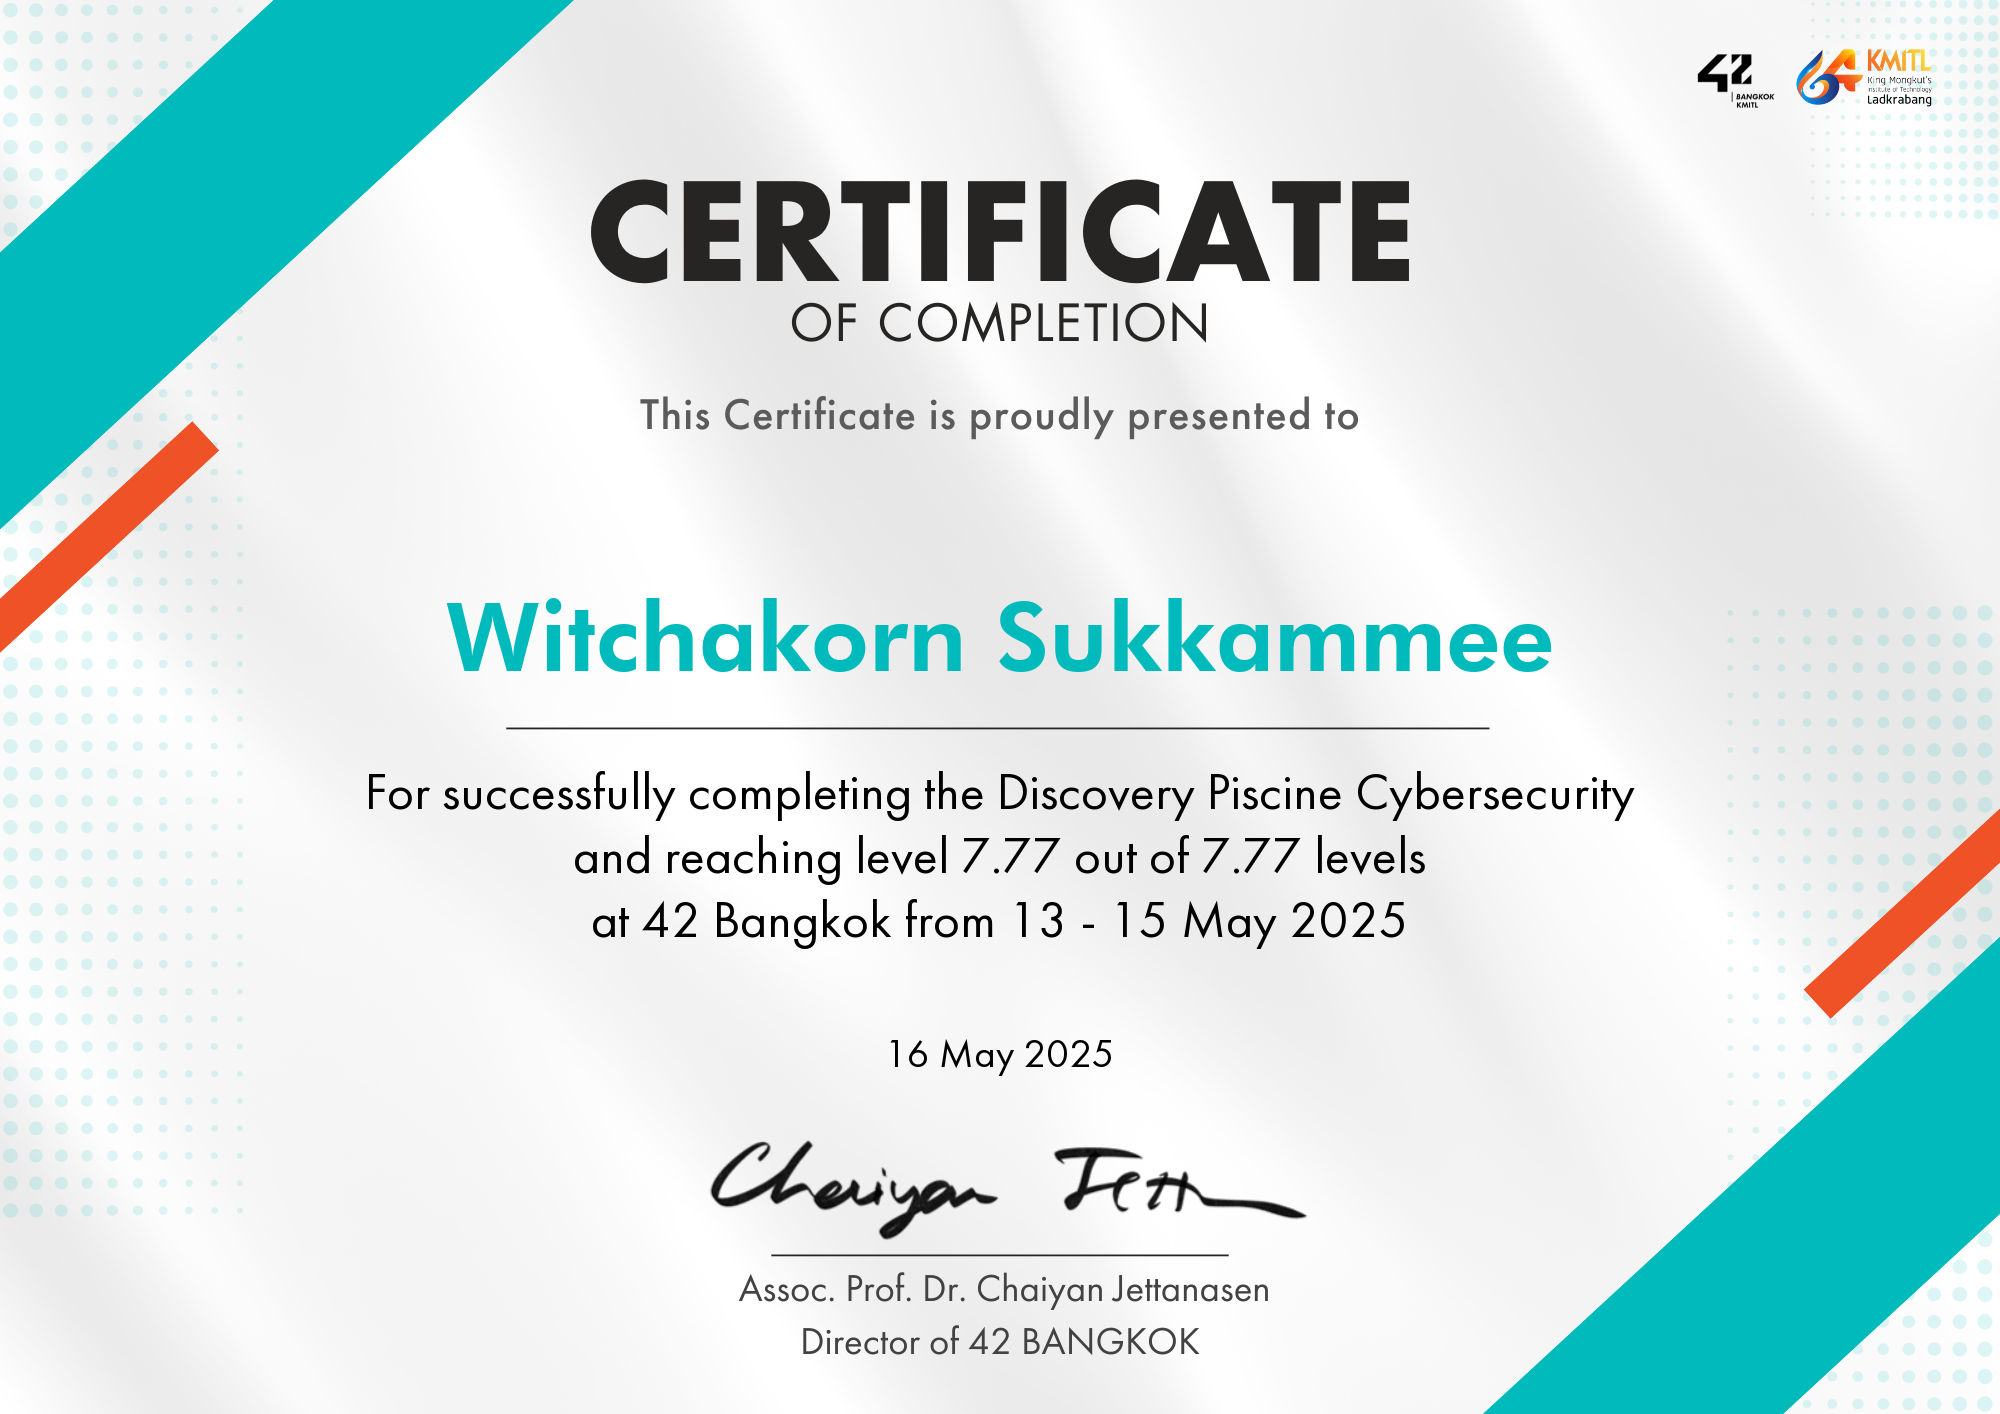 42
BANGKOK
KMITL
64
KMITL
King Mongkut's
Institute of Technology
Ladkrabang
CERTIFICATE
OF COMPLETION
This Certificate is proudly presented to
Witchakorn Sukkammee
For successfully completing the Discovery Piscine Cybersecurity
and reaching level 7.77 out of 7.77 levels
at 42 Bangkok from 13 - 15 May 2025
16 May 2025
Chaiyan Jett
Assoc. Prof. Dr. Chaiyan Jettanasen
Director of 42 BANGKOK